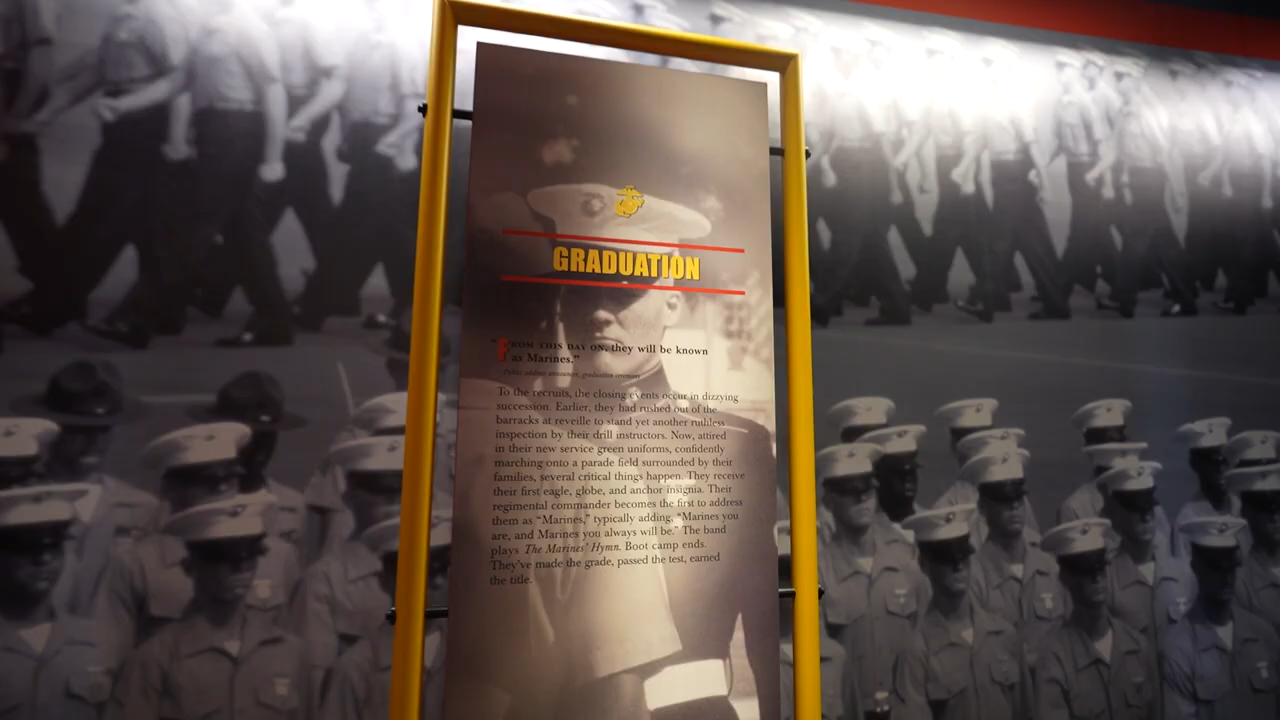 GRADUATION
"FROM THIS DAY ON, they will be known
as Marines."
Public address announcer, graduation ceremony
To the recruits, the closing events occur in dizzying
succession. Earlier, they had rushed out of the
barracks at reveille to stand yet another ruthless
inspection by their drill instructors. Now, attired
in their new service green uniforms, confidently
marching onto a parade field surrounded by their
families, several critical things happen. They receive
their first eagle, globe, and anchor insignia. Their
regimental commander becomes the first to address
them as "Marines," typically adding, "Marines you
are, and Marines you always will be." The band
plays The Marines' Hymn. Boot camp ends.
They've made the grade, passed the test, earned
the title.